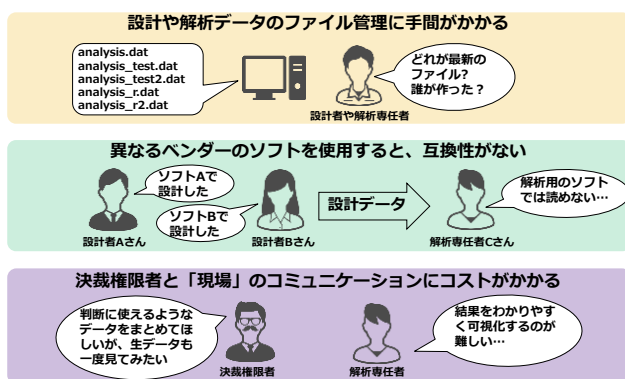 設計や解析データのファイル管理に手間がかかる
analysis.dat
analysis_test.dat
analysis_test2.dat
analysis_r.dat
analysis_r2.dat
どれが最新の
ファイル?
誰が作った？
設計者や解析専任者
異なるベンダーのソフトを使用すると、互換性がない
ソフトAで
設計した
設計者Aさん
ソフトBで
設計した
設計者Bさん
設計データ
解析用のソフト
では読めない…
解析専任者Cさん
決裁権限者と「現場」のコミュニケーションにコストがかかる
判断に使えるような
データをまとめてほ
しいが、生データも
一度見てみたい
決裁権限者
結果をわかりやす
く可視化するのが
難しい…
解析専任者